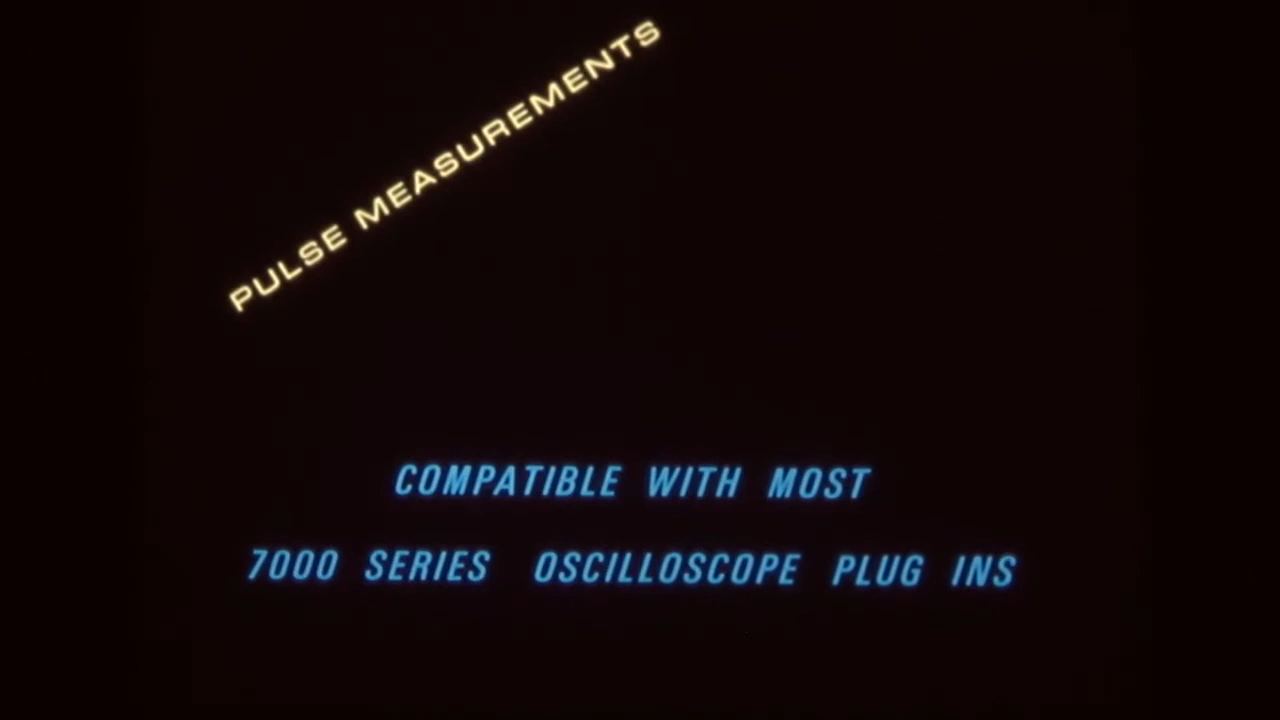 PULSE MEASUREMENTS
COMPATIBLE WITH MOST
7000 SERIES OSCILLOSCOPE PLUG INS